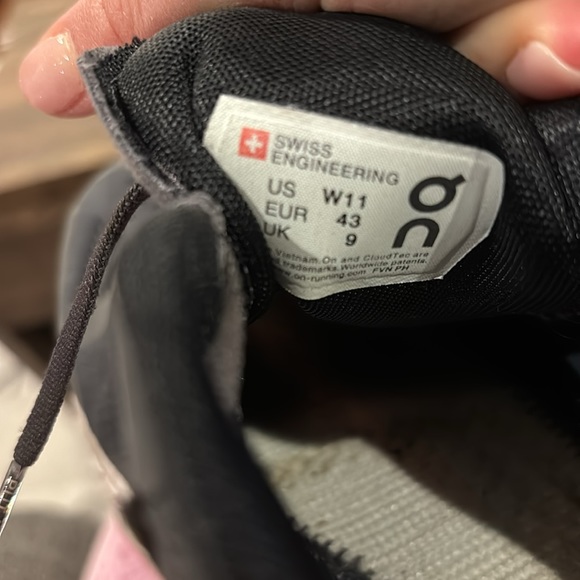 SWISS
ENGINEERING
US W11
EUR 43
UK 9
On
Vietnam. On and CloudTec are
trademarks. Worldwide patents.
on-running.com FVN PH